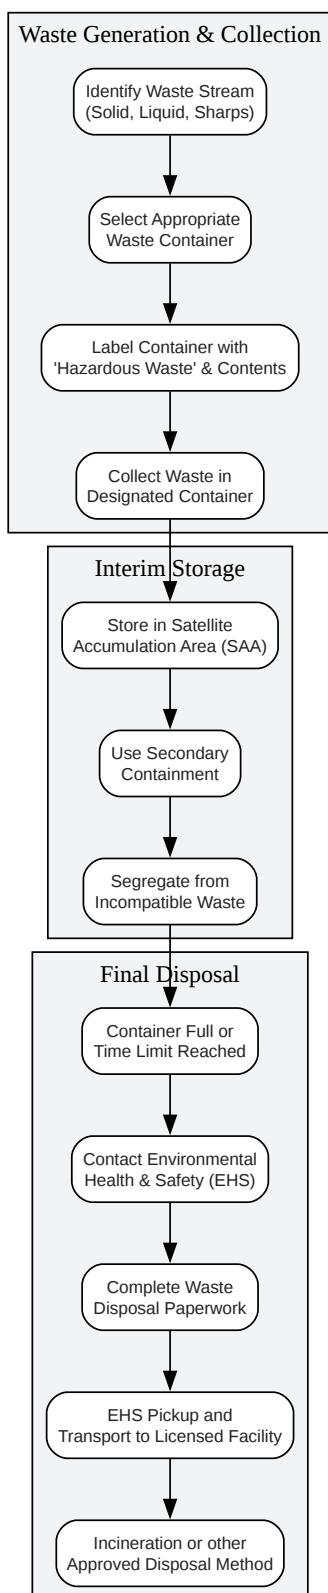 Waste Generation & Collection
Identify Waste Stream
(Solid, Liquid, Sharps)
Select Appropriate
Waste Container
Label Container with
'Hazardous Waste' & Contents
Collect Waste in
Designated Container
Interim Storage
Store in Satellite
Accumulation Area (SAA)
Use Secondary
Containment
Segregate from
Incompatible Waste
Final Disposal
Container Full or
Time Limit Reached
Contact Environmental
Health & Safety (EHS)
Complete Waste
Disposal Paperwork
EHS Pickup and
Transport to Licensed Facility
Incineration or other
Approved Disposal Method